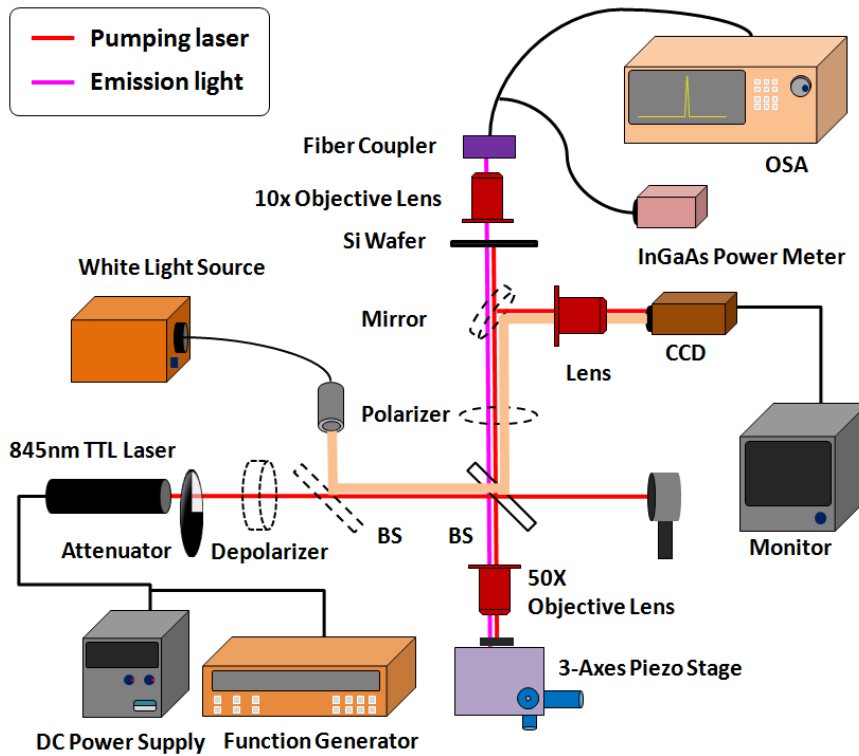 Pumping laser
Emission light
Fiber Coupler
OSA
10x Objective Lens
Si Wafer
InGaAs Power Meter
White Light Source
Mirror
CCD
Lens
Polarizer
845nm TTL Laser
Attenuator
Depolarizer
BS
BS
Monitor
50X
Objective Lens
3-Axes Piezo Stage
DC Power Supply
Function Generator